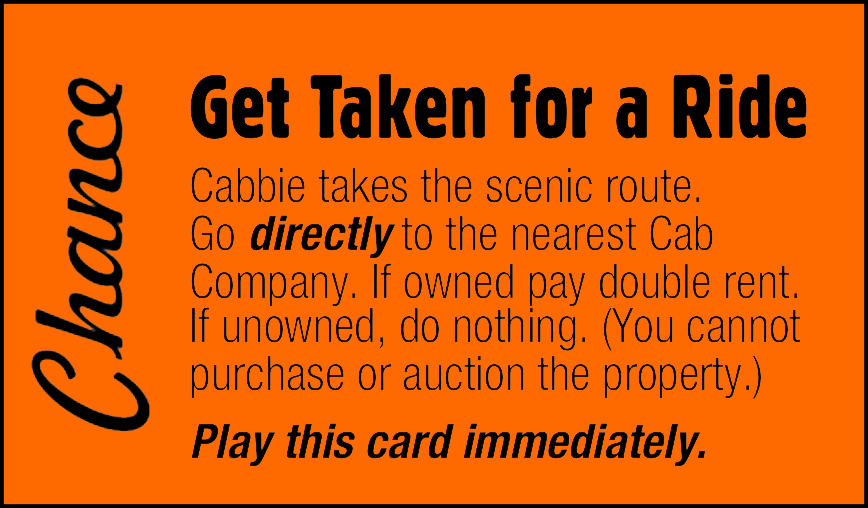 Chance
Get Taken for a Ride
Cabbie takes the scenic route.
Go directly to the nearest Cab
Company. If owned pay double rent.
If unowned, do nothing. (You cannot
purchase or auction the property.)
Play this card immediately.